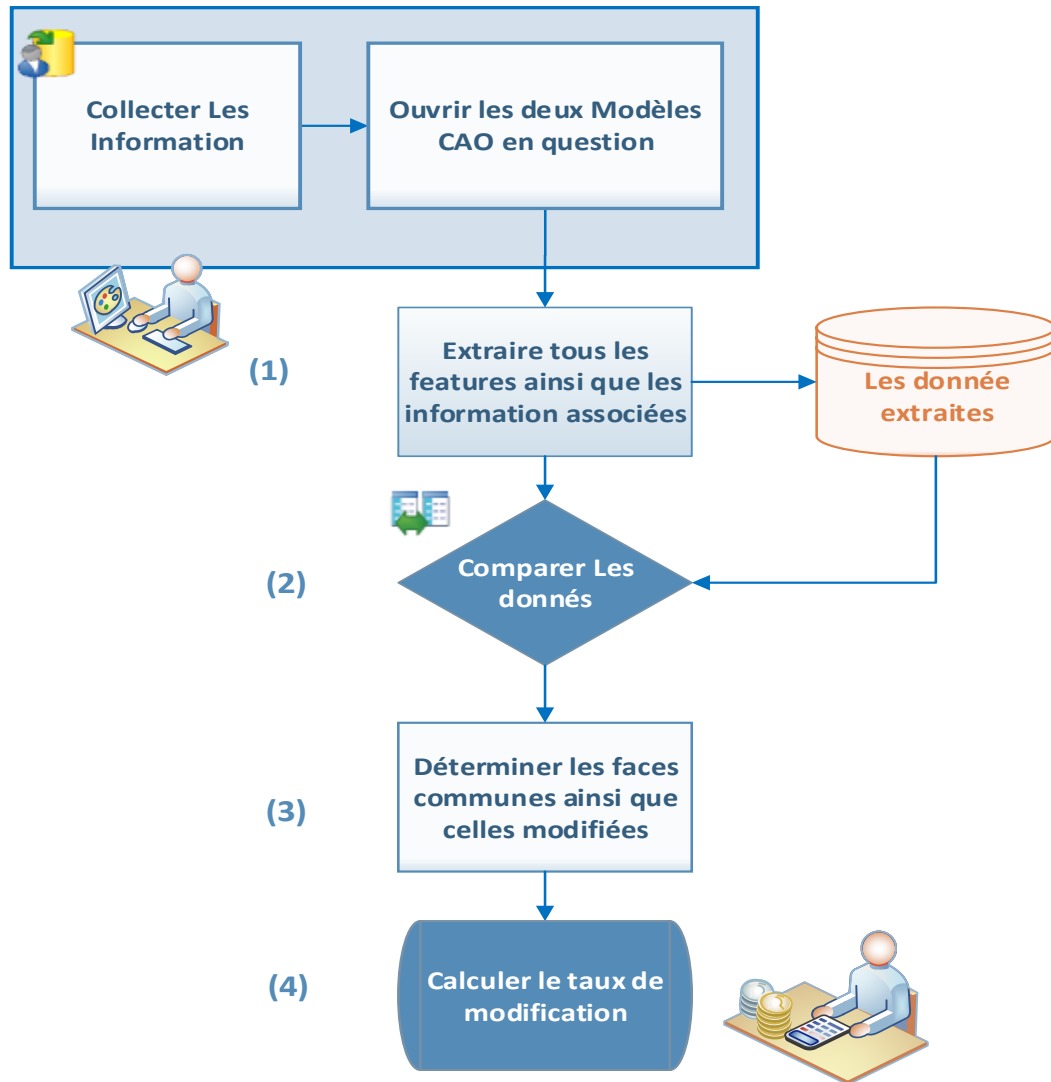 Collecter Les
Information
Ouvrir les deux Modèles
CAO en question
(1)
Extraire tous les
features ainsi que les
information associées
Les donnée
extraites
(2)
Comparer Les
donnés
(3)
Déterminer les faces
communes ainsi que
celles modifiées
(4)
Calculer le taux de
modification